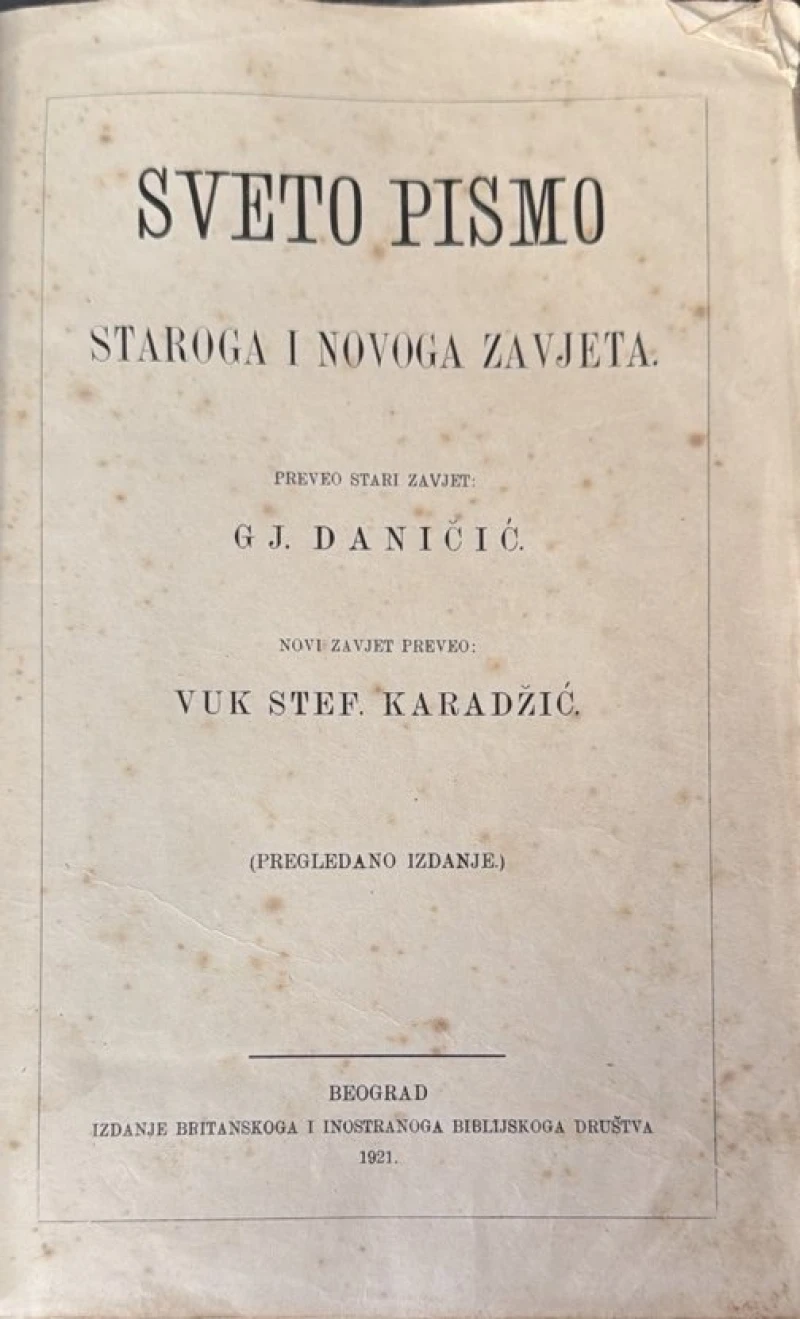 SVETO PISMO
STAROGA I NOVOGA ZAVJETA.
PREVEO STARI ZAVJET:
GJ. DANIČIĆ.
NOVI ZAVJET PREVEO:
VUK STEF. KARADŽIĆ.
(PREGLEDANO IZDANJE.)
BEOGRAD
IZDANJE BRITANSKOGA I INOSTRANOGA BIBLIJSKOGA DRUŠTVA
1921.